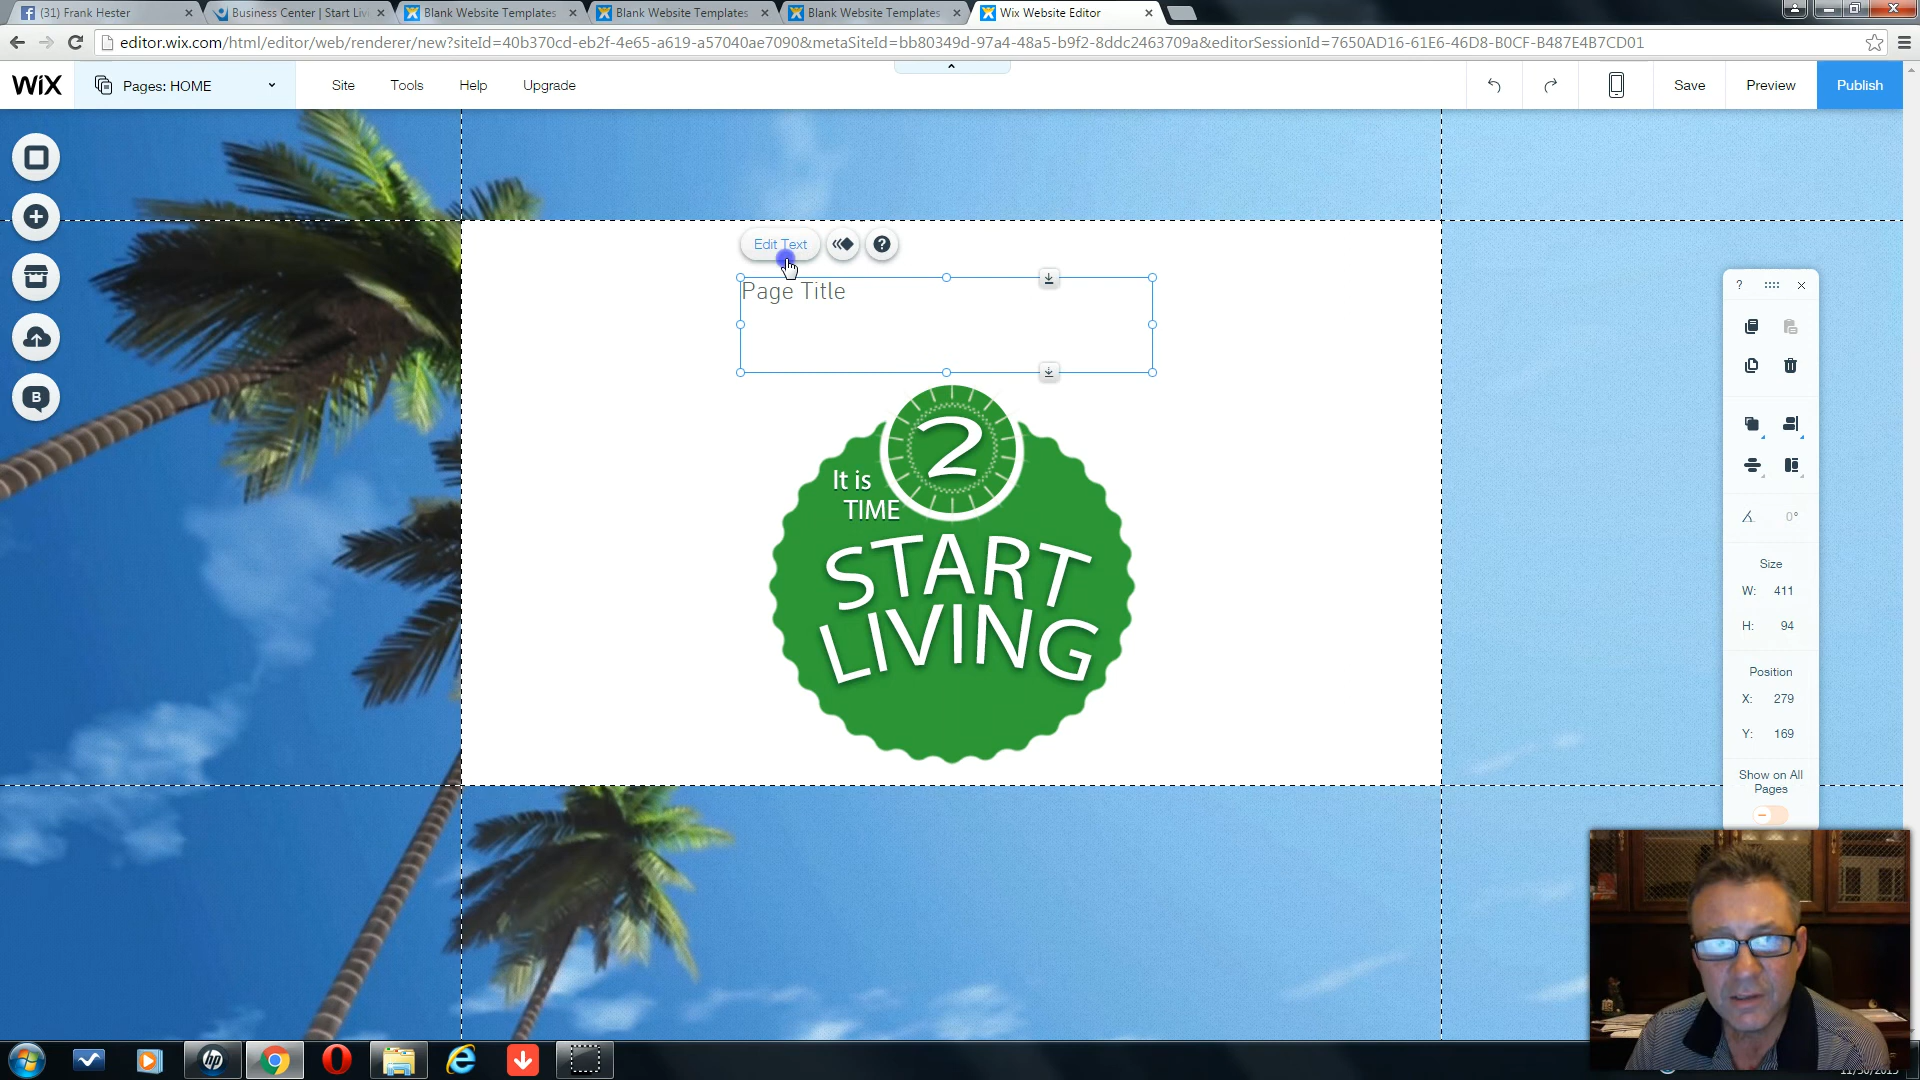 (31) Frank Hester
Business Center | Start Livi
Blank Website Templates
Blank Website Templates
Blank Website Templates
Wix Website Editor
editor.wix.com/html/editor/web/renderer/new?siteId=40b370cd-eb2f-4e65-a619-a57040ae7090&metaSiteId=bb80349d-97a4-48a5-b9f2-8ddc2463709a&editorSessionId=7650AD16-61E6-46D8-B0CF-B487E4B7CD01
WiX
Pages: HOME
Site
Tools
Help
Upgrade
Save
Preview
Publish
Edit Text
?
Page Title
B
2
It is
TIME
START
LIVING
?
0°
Size
W: 411
H: 94
Position
X: 279
Y: 169
Show on All
Pages
hp